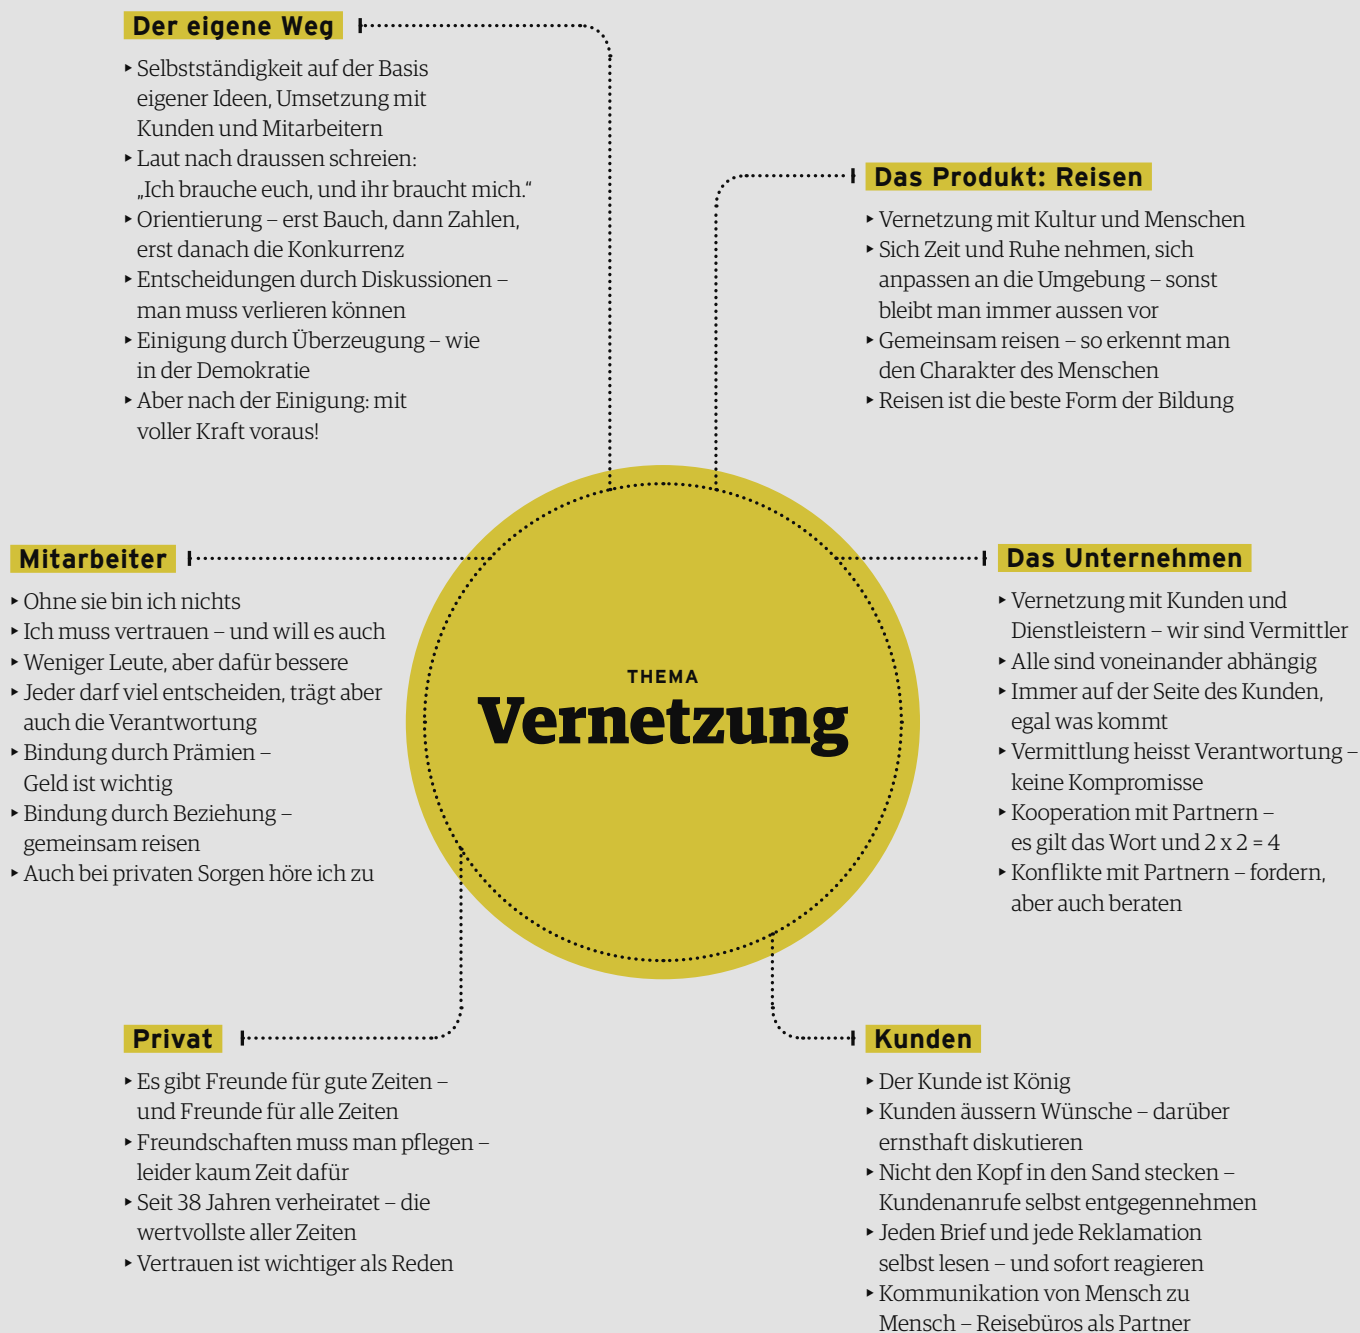 Der eigene Weg
▸ Selbstständigkeit auf der Basis
eigener Ideen, Umsetzung mit
Kunden und Mitarbeitern
▸ Laut nach draussen schreien:
„Ich brauche euch, und ihr braucht mich.“
▸ Orientierung – erst Bauch, dann Zahlen,
erst danach die Konkurrenz
▸ Entscheidungen durch Diskussionen –
man muss verlieren können
▸ Einigung durch Überzeugung – wie
in der Demokratie
▸ Aber nach der Einigung: mit
voller Kraft voraus!
Das Produkt: Reisen
▸ Vernetzung mit Kultur und Menschen
▸ Sich Zeit und Ruhe nehmen, sich
anpassen an die Umgebung – sonst
bleibt man immer aussen vor
▸ Gemeinsam reisen – so erkennt man
den Charakter des Menschen
▸ Reisen ist die beste Form der Bildung
Mitarbeiter
▸ Ohne sie bin ich nichts
▸ Ich muss vertrauen – und will es auch
▸ Weniger Leute, aber dafür bessere
▸ Jeder darf viel entscheiden, trägt aber
auch die Verantwortung
▸ Bindung durch Prämien –
Geld ist wichtig
▸ Bindung durch Beziehung –
gemeinsam reisen
▸ Auch bei privaten Sorgen höre ich zu
THEMA
Vernetzung
Das Unternehmen
▸ Vernetzung mit Kunden und
Dienstleistern – wir sind Vermittler
▸ Alle sind voneinander abhängig
▸ Immer auf der Seite des Kunden,
egal was kommt
▸ Vermittlung heisst Verantwortung –
keine Kompromisse
▸ Kooperation mit Partnern –
es gilt das Wort und 2 x 2 = 4
▸ Konflikte mit Partnern – fordern,
aber auch beraten
Privat
▸ Es gibt Freunde für gute Zeiten –
und Freunde für alle Zeiten
▸ Freundschaften muss man pflegen –
leider kaum Zeit dafür
▸ Seit 38 Jahren verheiratet – die
wertvollste aller Zeiten
▸ Vertrauen ist wichtiger als Reden
Kunden
▸ Der Kunde ist König
▸ Kunden äussern Wünsche – darüber
ernsthaft diskutieren
▸ Nicht den Kopf in den Sand stecken –
Kundenanrufe selbst entgegennehmen
▸ Jeden Brief und jede Reklamation
selbst lesen – und sofort reagieren
▸ Kommunikation von Mensch zu
Mensch – Reisebüros als Partner